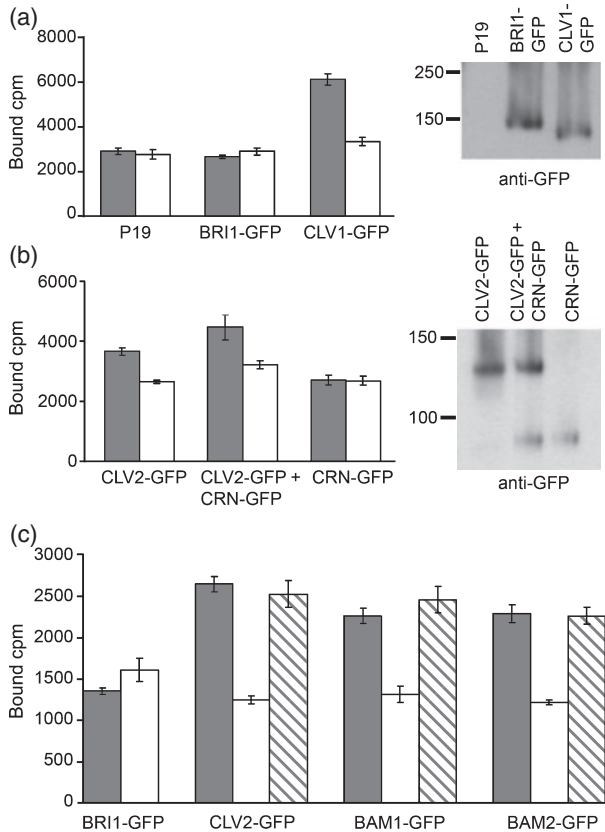 (a)
8000
6000
4000
2000
0
Bound cpm
P19
BRI1-GFP
CLV1-GFP
P19
BRI1-
GFP
CLV1-
GFP
250
150
anti-GFP
(b)
6000
4000
2000
0
Bound cpm
CLV2-GFP
CLV2-GFP +
CRN-GFP
CRN-GFP
CLV2-GFP
CLV2-GFP +
CRN-GFP
CRN-GFP
150
100
anti-GFP
(c)
3000
2500
2000
1500
1000
500
0
Bound cpm
BRI1-GFP
CLV2-GFP
BAM1-GFP
BAM2-GFP